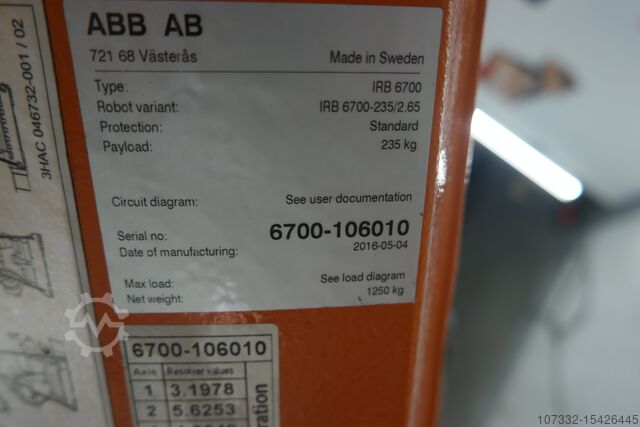 ABB AB
721 68 Västerås Made in Sweden
Type: IRB 6700
Robot variant: IRB 6700-235/2.65
Protection: Standard
Payload: 235 kg
Circuit diagram: See user documentation
Serial no: 6700-106010
Date of manufacturing: 2016-05-04
Max load: See load diagram
Net weight: 1250 kg
3HAC 046732-001 / 02
6700-106010
Axis Resolver values
1 3.1978
2 5.6253
107332-15426445